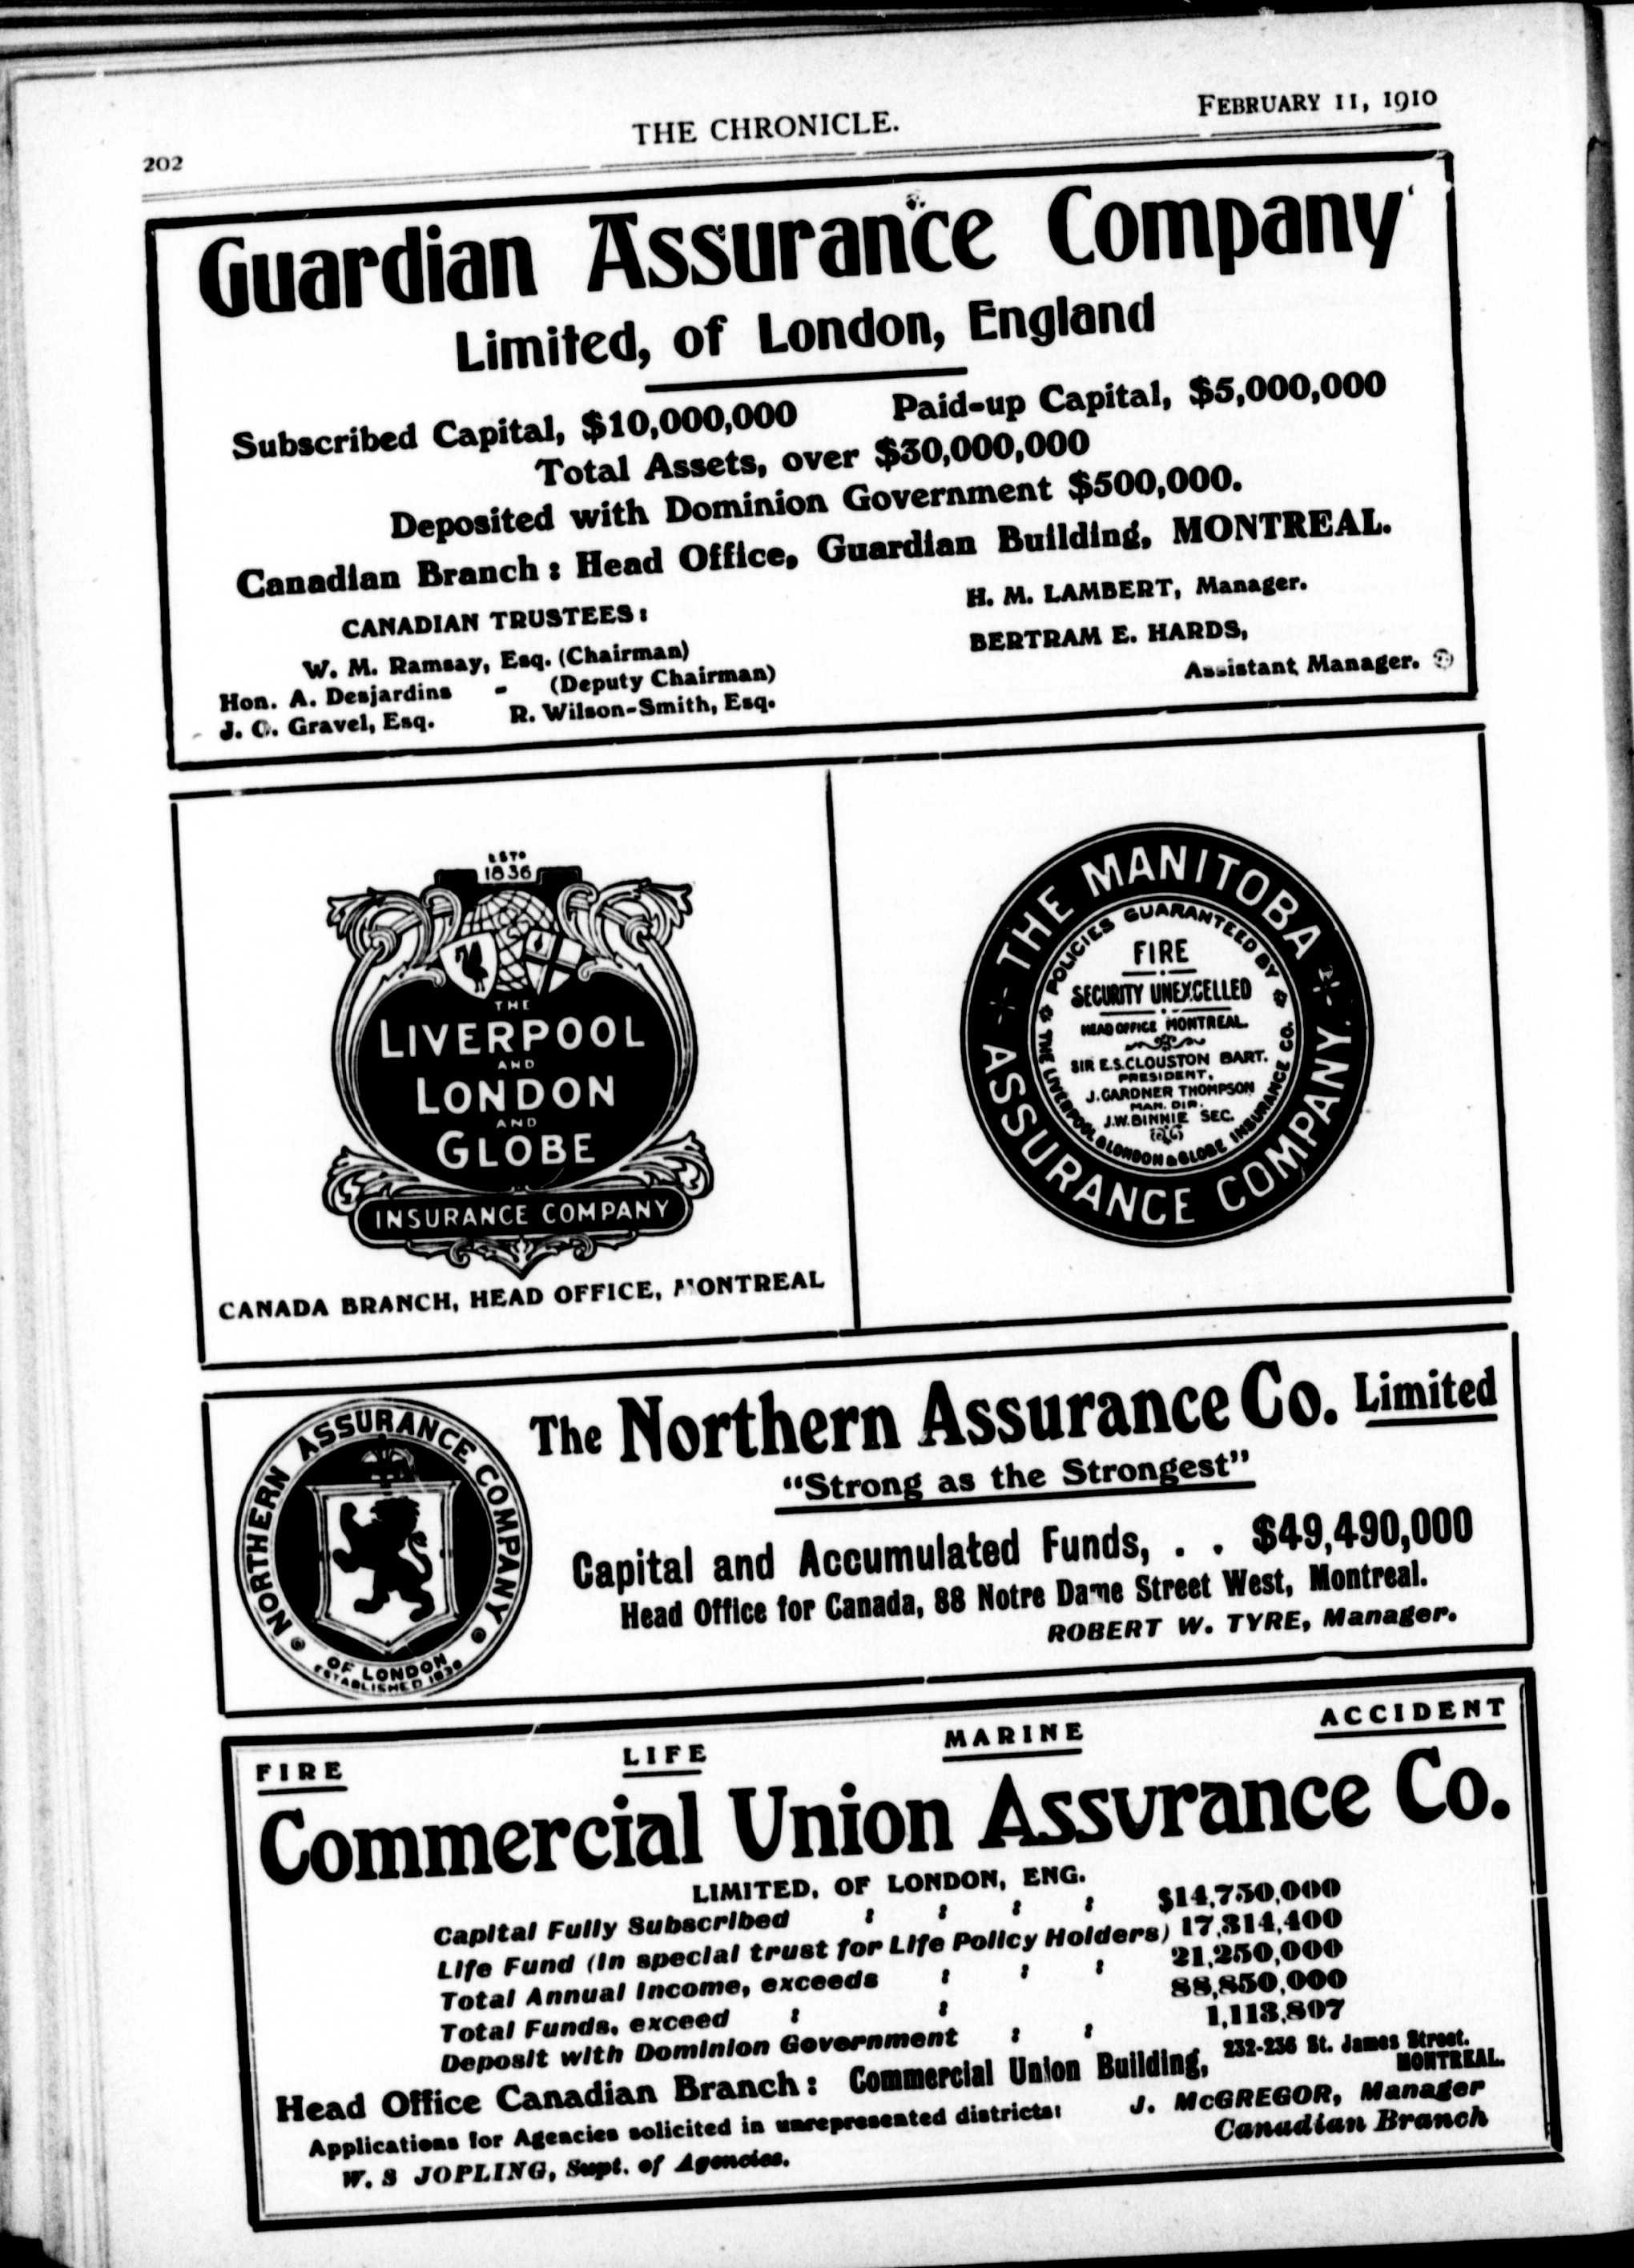 202
THE CHRONICLE.
FEBRUARY 11, 1910
Guardian Assurance Company
Limited, of London, England
Subscribed Capital, $10,000,000 Paid-up Capital, $5,000,000
Total Assets, over $30,000,000
Deposited with Dominion Government $500,000.
Canadian Branch : Head Office, Guardian Building, MONTREAL.
CANADIAN TRUSTEES :
W. M. Ramsay, Esq. (Chairman)
Hon. A. Desjardins - (Deputy Chairman)
J. O. Gravel, Esq. R. Wilson-Smith, Esq.
H. M. LAMBERT, Manager.
BERTRAM E. HARDS,
Assistant Manager.
ESTD
1836
THE
LIVERPOOL
AND
LONDON
AND
GLOBE
INSURANCE COMPANY
CANADA BRANCH, HEAD OFFICE, MONTREAL
THE MANITOBA
ASSURANCE COMPANY.
POLICIES GUARANTEED BY
THE LIVERPOOL & LONDON & GLOBE INSURANCE CO.
FIRE
SECURITY UNEXCELLED
HEAD OFFICE MONTREAL.
SIR E.S.CLOUSTON BART.
PRESIDENT.
J.GARDNER THOMPSON
MAN. DIR.
J.W.BINNIE SEC.
NORTHERN ASSURANCE COMPANY
OF LONDON
ESTABLISHED 1836
The Northern Assurance Co. Limited
"Strong as the Strongest"
Capital and Accumulated Funds, . . $49,490,000
Head Office for Canada, 88 Notre Dame Street West, Montreal.
ROBERT W. TYRE, Manager.
FIRE LIFE MARINE ACCIDENT
Commercial Union Assurance Co.
LIMITED, OF LONDON, ENG.
Capital Fully Subscribed : : : : $14,750,000
Life Fund (In special trust for Life Policy Holders) 17,314,400
Total Annual Income, exceeds : : : 21,250,000
Total Funds, exceed : : 88,850,000
Deposit with Dominion Government : : 1,113,807
Head Office Canadian Branch : Commercial Union Building, 232-236 St. James Street,
MONTREAL.
Applications for Agencies solicited in unrepresented districts:
W. S JOPLING, Supt. of Agencies.
J. McGREGOR, Manager
Canadian Branch